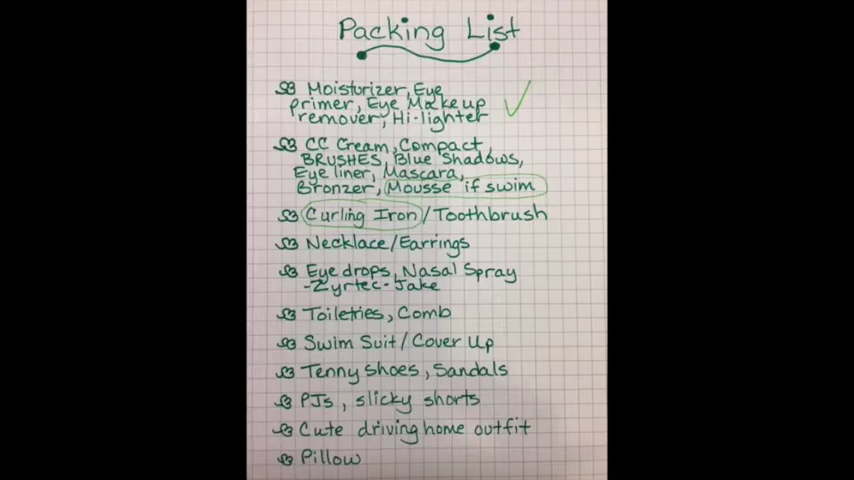 Packing List
Moisturizer, Eye
primer, Eye Makeup
remover, Hi-lighter
CC Cream, Compact,
BRUSHES, Blue Shadows,
Eye liner, Mascara,
Bronzer, Mousse if swim
Curling Iron/Toothbrush
Necklace/Earrings
Eye drops, Nasal Spray
-Zyrtec-Jake
Toiletries, Comb
Swim Suit/Cover Up
Tenny shoes, Sandals
PJs, slicky shorts
Cute driving home outfit
Pillow